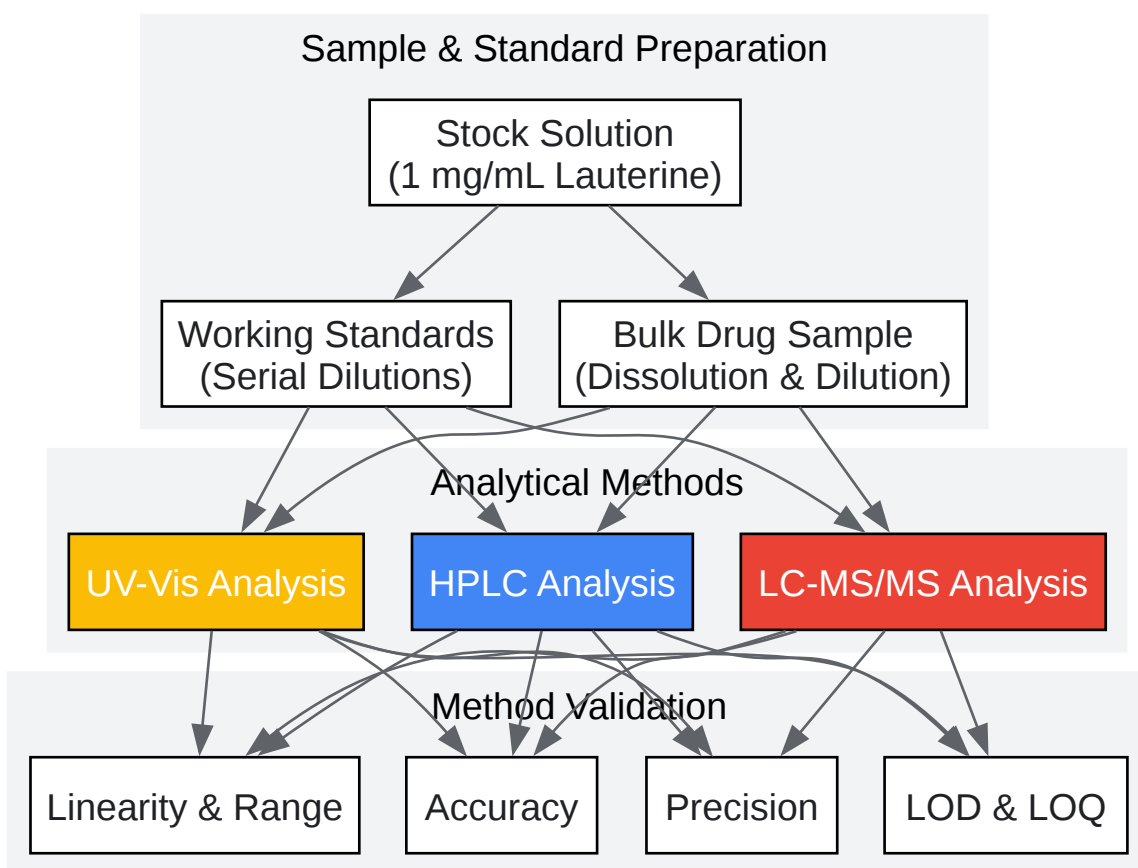 Sample & Standard Preparation
Stock Solution
(1 mg/mL Lauterine)
Working Standards
(Serial Dilutions)
Bulk Drug Sample
(Dissolution & Dilution)
Analytical Methods
UV-Vis Analysis
HPLC Analysis
LC-MS/MS Analysis
Method Validation
Linearity & Range
Accuracy
Precision
LOD & LOQ